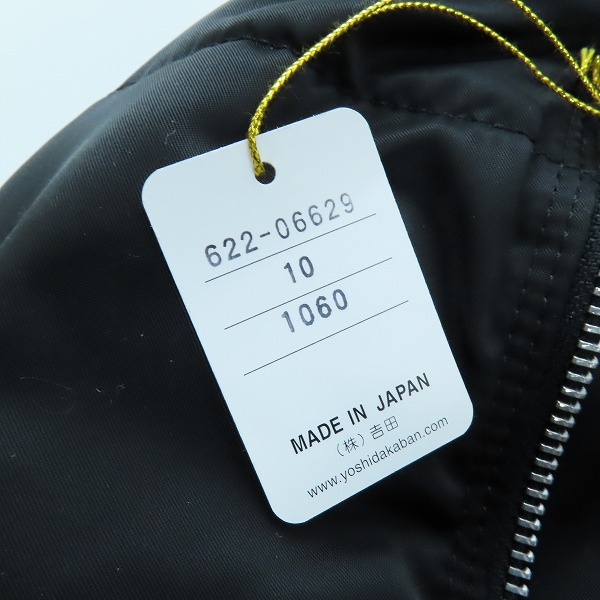 622-06629
10
1060
MADE IN JAPAN
(株)吉田
www.yoshidakaban.com